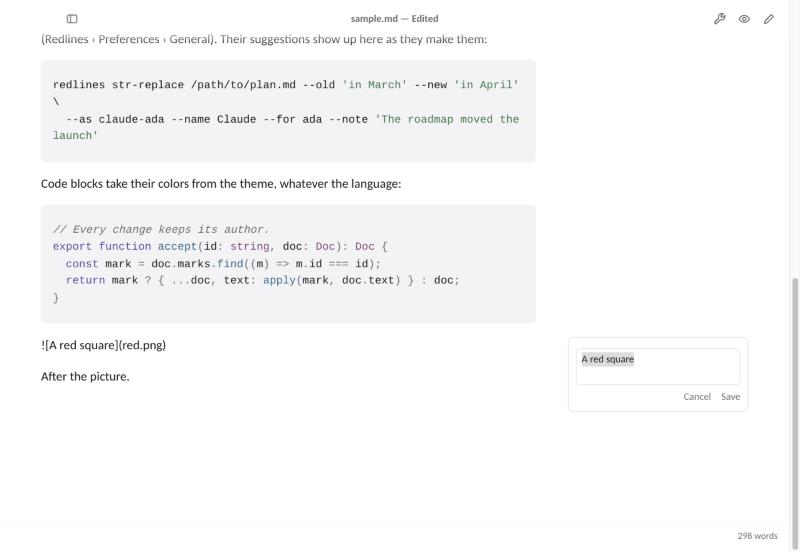 sample.md — Edited
(Redlines › Preferences › General). Their suggestions show up here as they make them:
redlines str-replace /path/to/plan.md --old 'in March' --new 'in April'
\
--as claude-ada --name Claude --for ada --note 'The roadmap moved the
launch'
Code blocks take their colors from the theme, whatever the language:
// Every change keeps its author.
export function accept(id: string, doc: Doc): Doc {
  const mark = doc.marks.find((m) => m.id === id);
  return mark ? { ...doc, text: apply(mark, doc.text) } : doc;
}
![A red square](red.png)
After the picture.
A red square
Cancel Save
298 words